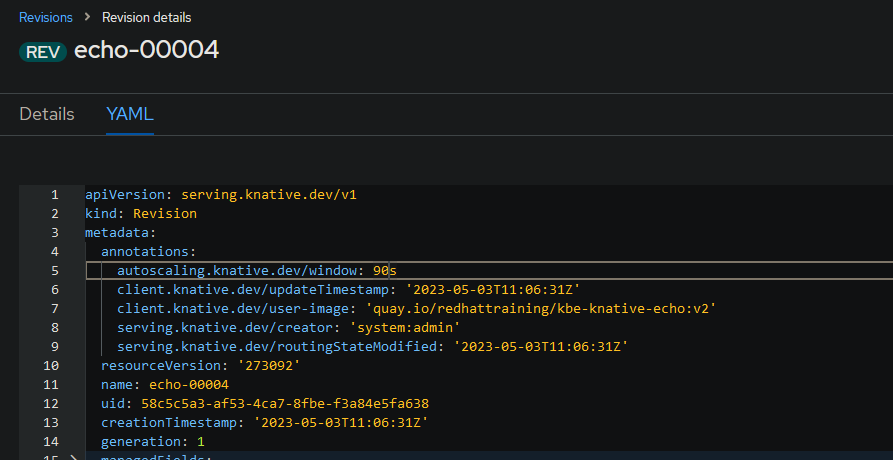 Revisions > Revision details
REV echo-00004
Details YAML
1 apiVersion: serving.knative.dev/v1
2 kind: Revision
3 metadata:
4 annotations:
5 autoscaling.knative.dev/window: 90s
6 client.knative.dev/updateTimestamp: '2023-05-03T11:06:31Z'
7 client.knative.dev/user-image: 'quay.io/redhattraining/kbe-knative-echo:v2'
8 serving.knative.dev/creator: 'system:admin'
9 serving.knative.dev/routingStateModified: '2023-05-03T11:06:31Z'
10 resourceVersion: '273092'
11 name: echo-00004
12 uid: 58c5c5a3-af53-4ca7-8fbe-f3a84e5fa638
13 creationTimestamp: '2023-05-03T11:06:31Z'
14 generation: 1
15 > managedFields: